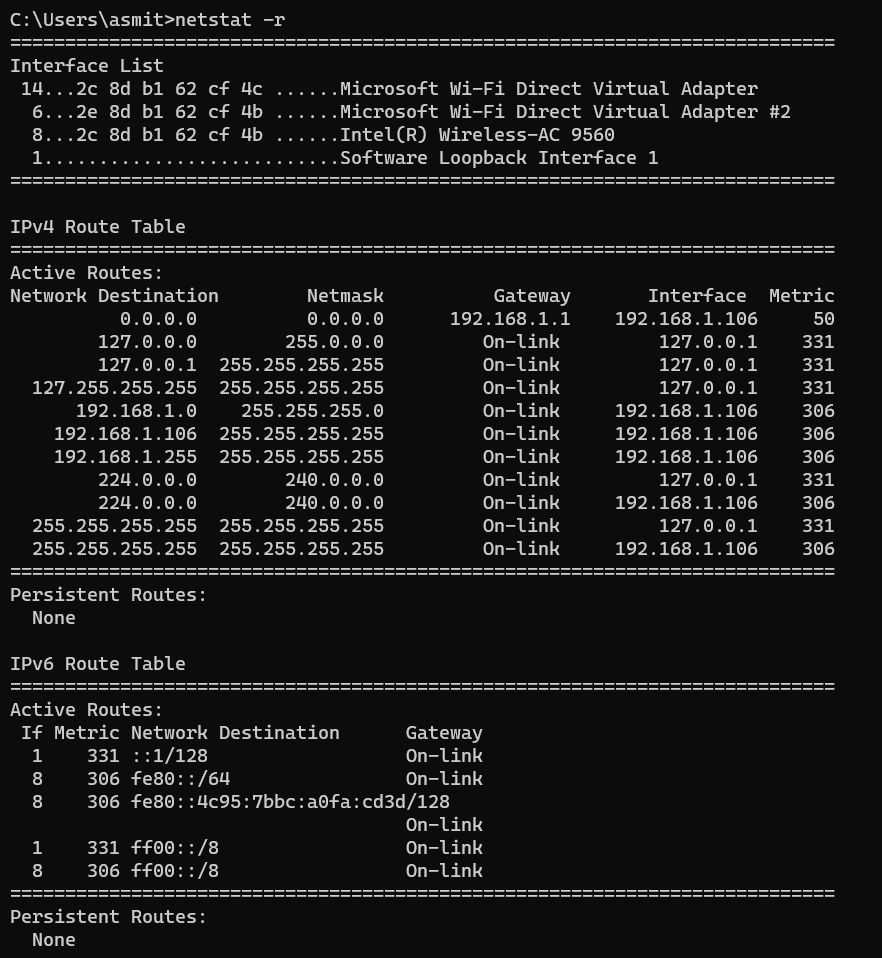 C:\Users\asmit>netstat -r
===========================================================================
Interface List
 14...2c 8d b1 62 cf 4c ......Microsoft Wi-Fi Direct Virtual Adapter
  6...2e 8d b1 62 cf 4b ......Microsoft Wi-Fi Direct Virtual Adapter #2
  8...2c 8d b1 62 cf 4b ......Intel(R) Wireless-AC 9560
  1...........................Software Loopback Interface 1
===========================================================================

IPv4 Route Table
===========================================================================
Active Routes:
Network Destination        Netmask          Gateway       Interface  Metric
          0.0.0.0          0.0.0.0      192.168.1.1    192.168.1.106     50
        127.0.0.0        255.0.0.0         On-link         127.0.0.1    331
        127.0.0.1  255.255.255.255         On-link         127.0.0.1    331
  127.255.255.255  255.255.255.255         On-link         127.0.0.1    331
      192.168.1.0    255.255.255.0         On-link     192.168.1.106    306
    192.168.1.106  255.255.255.255         On-link     192.168.1.106    306
    192.168.1.255  255.255.255.255         On-link     192.168.1.106    306
        224.0.0.0        240.0.0.0         On-link         127.0.0.1    331
        224.0.0.0        240.0.0.0         On-link     192.168.1.106    306
  255.255.255.255  255.255.255.255         On-link         127.0.0.1    331
  255.255.255.255  255.255.255.255         On-link     192.168.1.106    306
===========================================================================
Persistent Routes:
  None

IPv6 Route Table
===========================================================================
Active Routes:
 If Metric Network Destination      Gateway
  1    331 ::1/128                  On-link
  8    306 fe80::/64                On-link
  8    306 fe80::4c95:7bbc:a0fa:cd3d/128
                                    On-link
  1    331 ff00::/8                 On-link
  8    306 ff00::/8                 On-link
===========================================================================
Persistent Routes:
  None